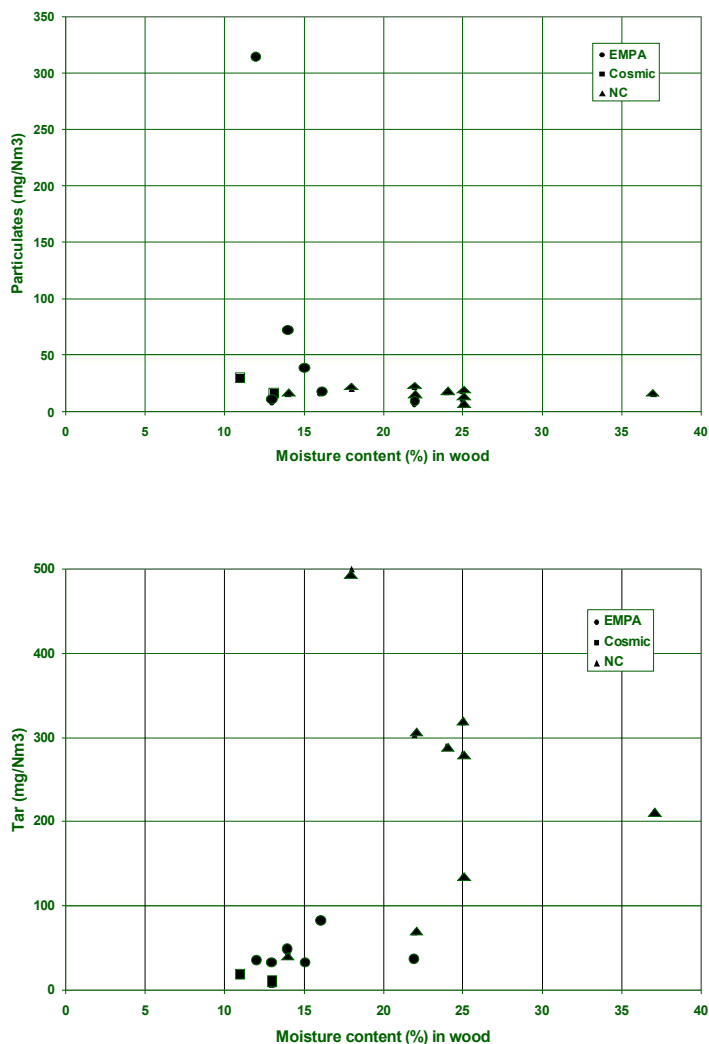 350
300
250
200
150
100
50
0
Particulates (mg/Nm3)
EMPA
Cosmic
NC
0 5 10 15 20 25 30 35 40
Moisture content (%) in wood
500
400
300
200
100
0
Tar (mg/Nm3)
EMPA
Cosmic
NC
0 5 10 15 20 25 30 35 40
Moisture content (%) in wood